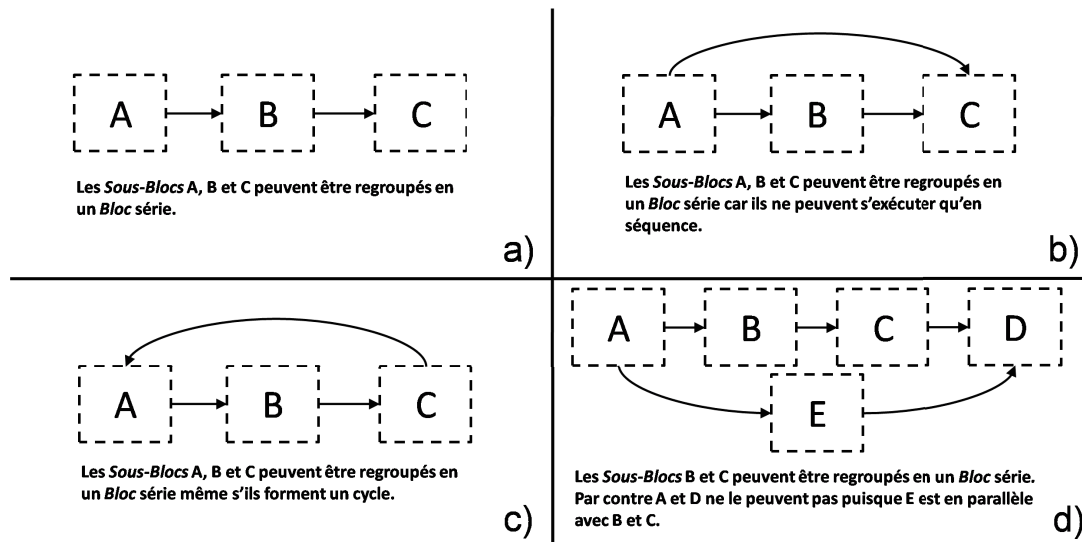 A B C
Les Sous-Blocs A, B et C peuvent être regroupés en
un Bloc série.
a)
A B C
Les Sous-Blocs A, B et C peuvent être regroupés en
un Bloc série car ils ne peuvent s'exécuter qu'en
séquence.
b)
A B C
Les Sous-Blocs A, B et C peuvent être regroupés en
un Bloc série même s'ils forment un cycle.
c)
A B C D
E
Les Sous-Blocs B et C peuvent être regroupés en un Bloc série.
Par contre A et D ne le peuvent pas puisque E est en parallèle
avec B et C.
d)